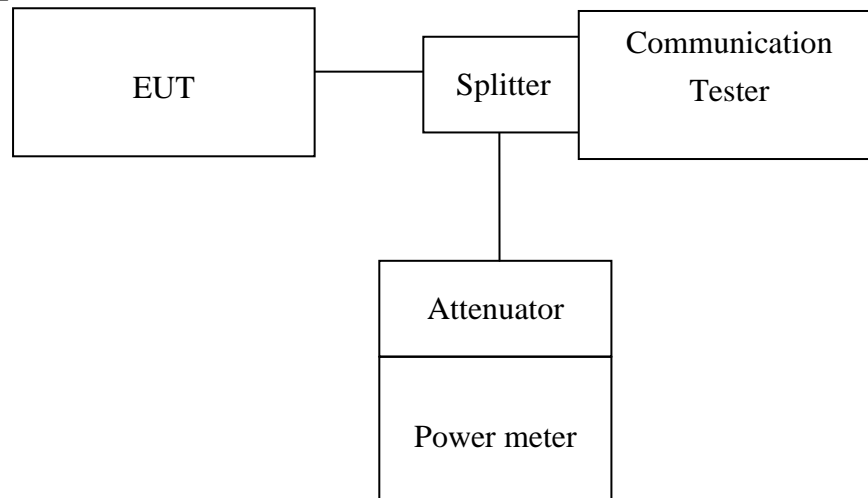 EUT
Splitter
Communication
Tester
Attenuator
Power meter